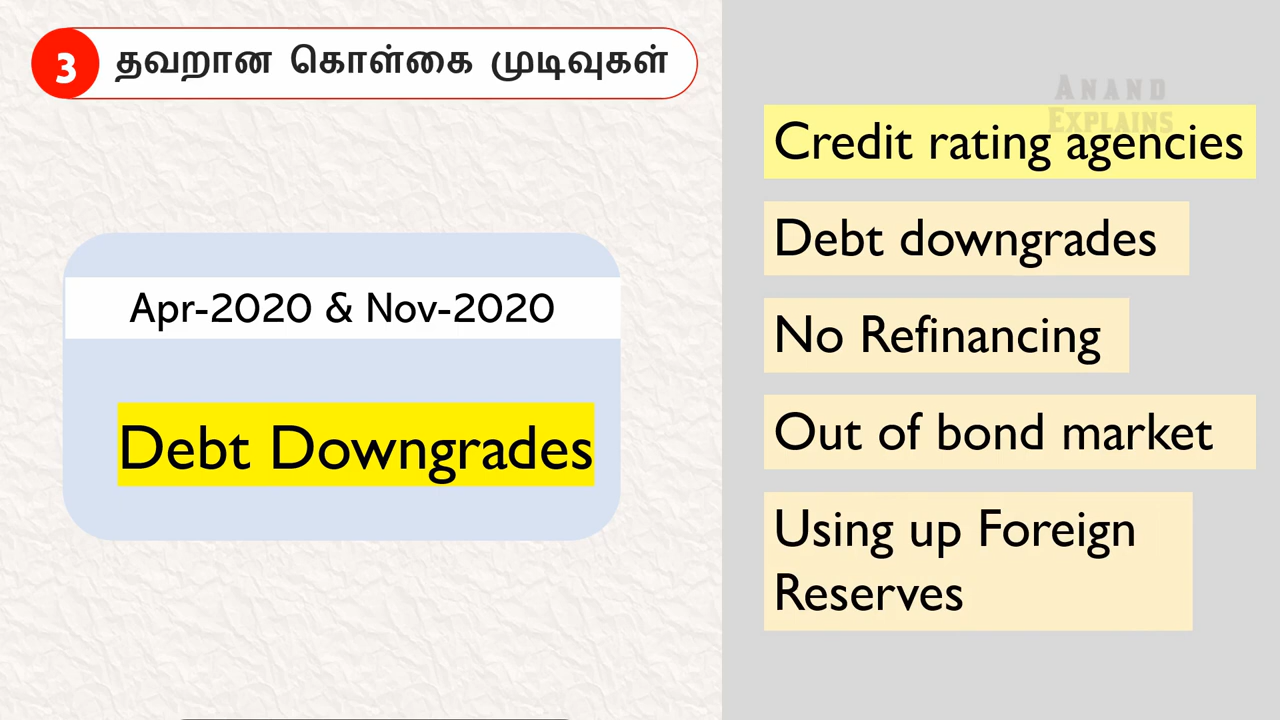 3 தவறான கொள்கை முடிவுகள்
Apr-2020 & Nov-2020
Debt Downgrades
ANAND
EXPLAINS
Credit rating agencies
Debt downgrades
No Refinancing
Out of bond market
Using up Foreign
Reserves